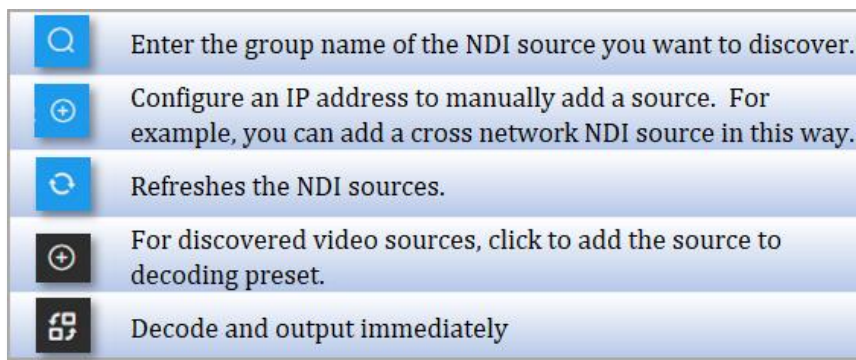 Enter the group name of the NDI source you want to discover.
Configure an IP address to manually add a source.  For
example, you can add a cross network NDI source in this way.
Refreshes the NDI sources.
For discovered video sources, click to add the source to
decoding preset.
Decode and output immediately